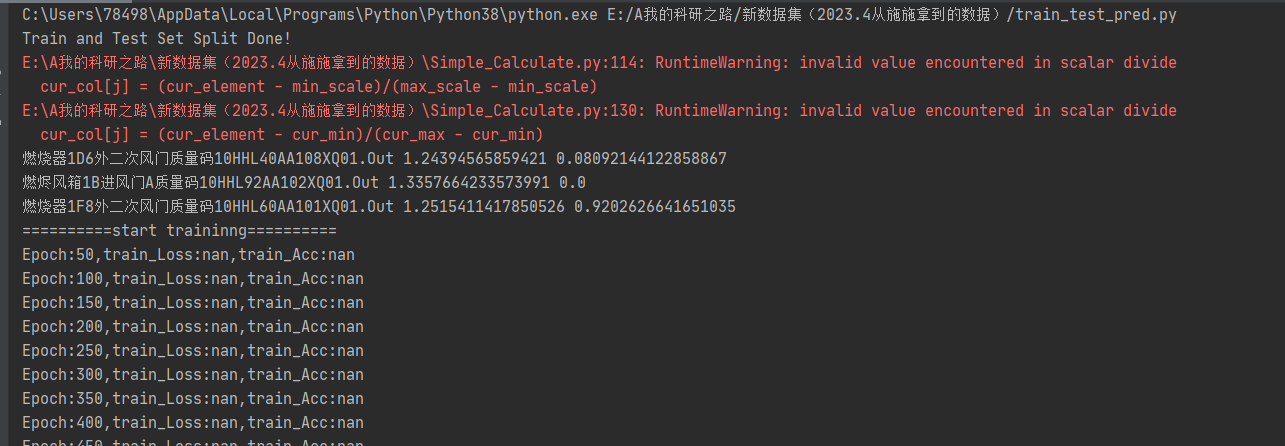 C:\Users\78498\AppData\Local\Programs\Python\Python38\python.exe E:/A我的科研之路/新数据集（2023.4从施施拿到的数据）/train_test_pred.py
Train and Test Set Split Done!
E:\A我的科研之路\新数据集（2023.4从施施拿到的数据）\Simple_Calculate.py:114: RuntimeWarning: invalid value encountered in scalar divide
  cur_col[j] = (cur_element - min_scale)/(max_scale - min_scale)
E:\A我的科研之路\新数据集（2023.4从施施拿到的数据）\Simple_Calculate.py:130: RuntimeWarning: invalid value encountered in scalar divide
  cur_col[j] = (cur_element - cur_min)/(cur_max - cur_min)
燃烧器1D6外二次风门质量码10HHL40AA108XQ01.Out 1.24394565859421 0.08092144122858867
燃烬风箱1B进风门A质量码10HHL92AA102XQ01.Out 1.3357664233573991 0.0
燃烧器1F8外二次风门质量码10HHL60AA101XQ01.Out 1.2515411417850526 0.9202626641651035
==========start traininng==========
Epoch:50,train_Loss:nan,train_Acc:nan
Epoch:100,train_Loss:nan,train_Acc:nan
Epoch:150,train_Loss:nan,train_Acc:nan
Epoch:200,train_Loss:nan,train_Acc:nan
Epoch:250,train_Loss:nan,train_Acc:nan
Epoch:300,train_Loss:nan,train_Acc:nan
Epoch:350,train_Loss:nan,train_Acc:nan
Epoch:400,train_Loss:nan,train_Acc:nan
Epoch:450,train_Loss:nan,train_Acc:nan